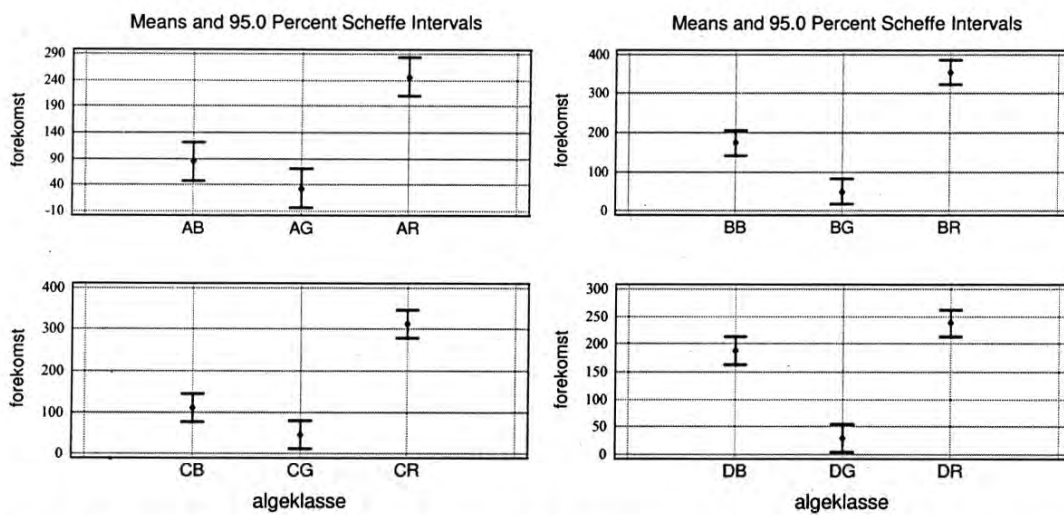 Means and 95.0 Percent Scheffe Intervals
290
240
190
140
90
40
-10
forekomst
AB AG AR
Means and 95.0 Percent Scheffe Intervals
400
300
200
100
0
forekomst
BB BG BR
400
300
200
100
0
forekomst
CB CG CR
algeklasse
300
250
200
150
100
50
0
forekomst
DB DG DR
algeklasse